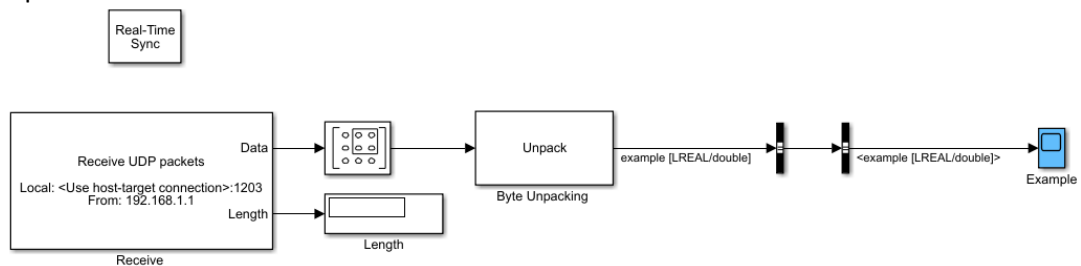 Real-Time
Sync
Receive UDP packets
Local: <Use host-target connection>:1203
From: 192.168.1.1
Data
Length
Receive
Length
Unpack
Byte Unpacking
example [LREAL/double]
<example [LREAL/double]>
Example